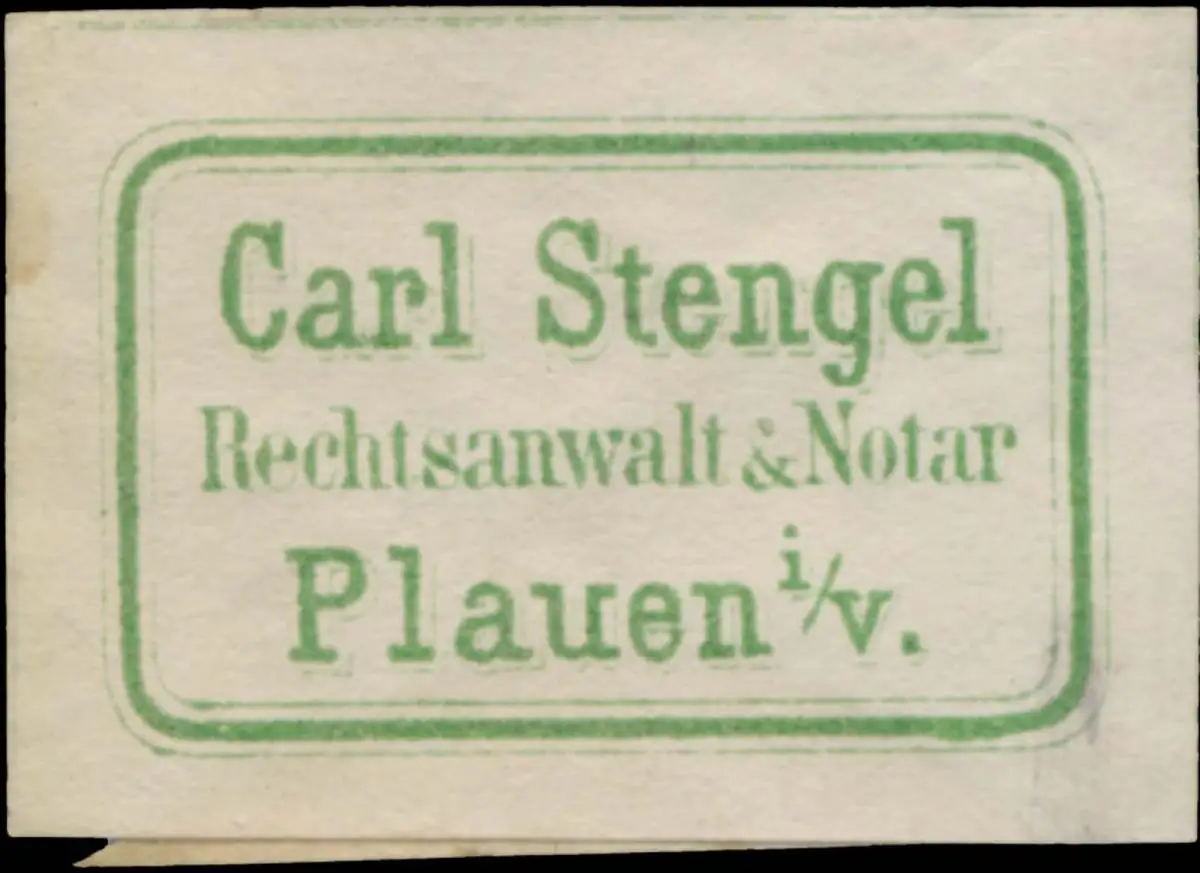 Carl Stengel
Rechtsanwalt & Notar
Plauen i/v.